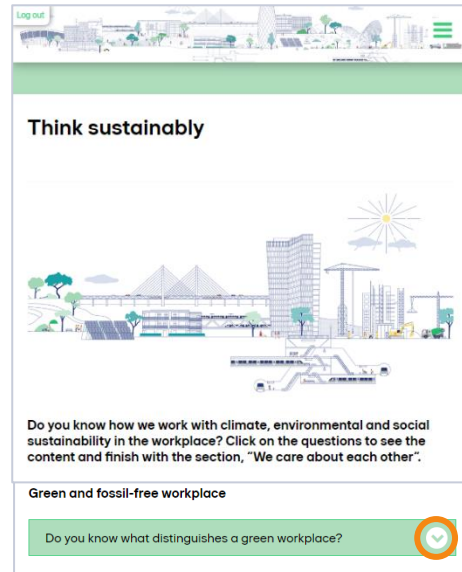 Log out
Think sustainably
Do you know how we work with climate, environmental and social
sustainability in the workplace? Click on the questions to see the
content and finish with the section, “We care about each other”.
Green and fossil-free workplace
Do you know what distinguishes a green workplace?